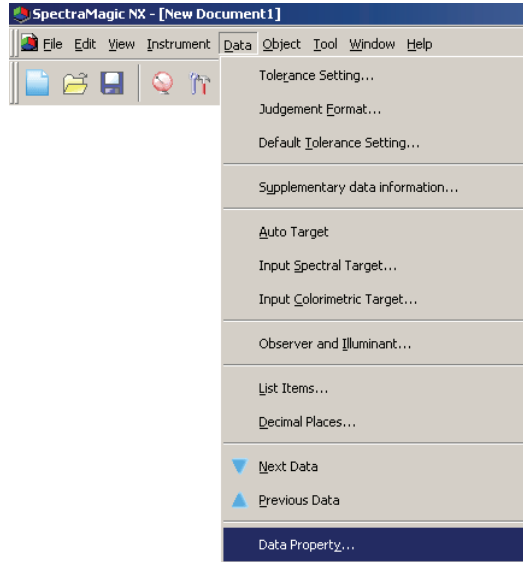 SpectraMagic NX - [New Document1]
File Edit View Instrument Data Object Tool Window Help
Tolerance Setting...
Judgement Format...
Default Tolerance Setting...
Supplementary data information...
Auto Target
Input Spectral Target...
Input Colorimetric Target...
Observer and Illuminant...
List Items...
Decimal Places...
Next Data
Previous Data
Data Property...